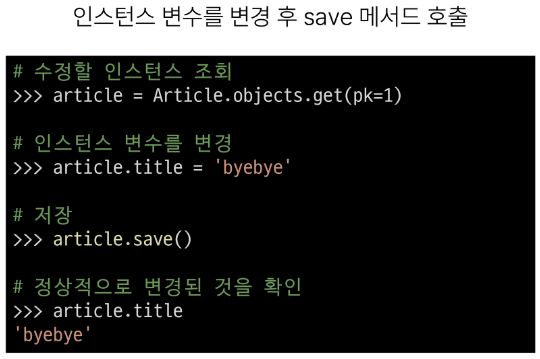 인스턴스 변수를 변경 후 save 메서드 호출
# 수정할 인스턴스 조회
>>> article = Article.objects.get(pk=1)
# 인스턴스 변수를 변경
>>> article.title = 'byebye'
# 저장
>>> article.save()
# 정상적으로 변경된 것을 확인
>>> article.title
'byebye'